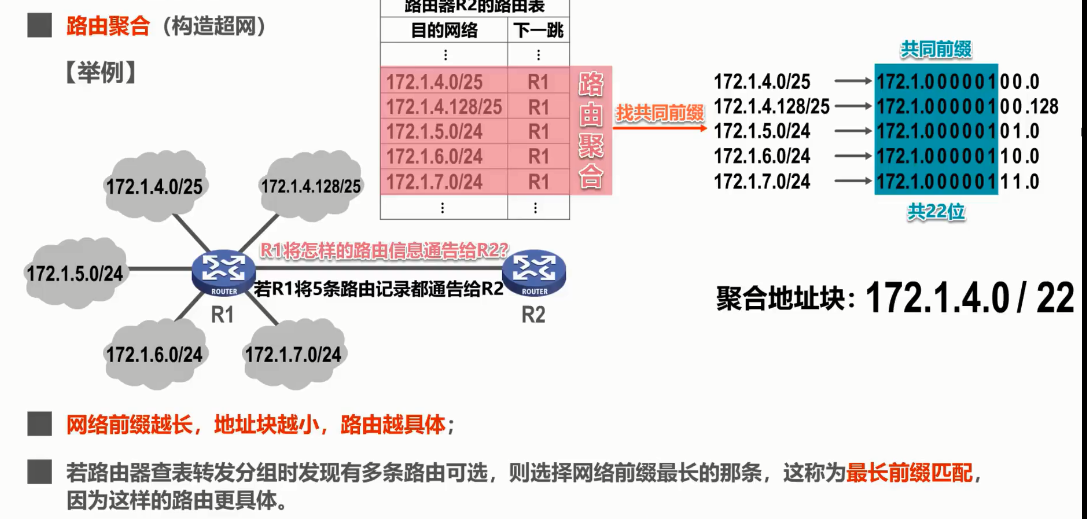 路由聚合（构造超网）
【举例】
路由器R2的路由表
目的网络 下一跳
⋮ ⋮
172.1.4.0/25 R1
172.1.4.128/25 R1
172.1.5.0/24 R1
172.1.6.0/24 R1
172.1.7.0/24 R1
⋮ ⋮
路由聚合
找共同前缀
共同前缀
172.1.4.0/25 172.1.00000100.0
172.1.4.128/25 172.1.00000100.128
172.1.5.0/24 172.1.00000101.0
172.1.6.0/24 172.1.00000110.0
172.1.7.0/24 172.1.00000111.0
共22位
172.1.4.0/25
172.1.4.128/25
172.1.5.0/24
172.1.6.0/24
172.1.7.0/24
ROUTER
R1
R1将怎样的路由信息通告给R2？
若R1将5条路由记录都通告给R2
ROUTER
R2
聚合地址块：172.1.4.0 / 22
网络前缀越长，地址块越小，路由越具体；
若路由器查表转发分组时发现有多条路由可选，则选择网络前缀最长的那条，这称为最长前缀匹配，
因为这样的路由更具体。